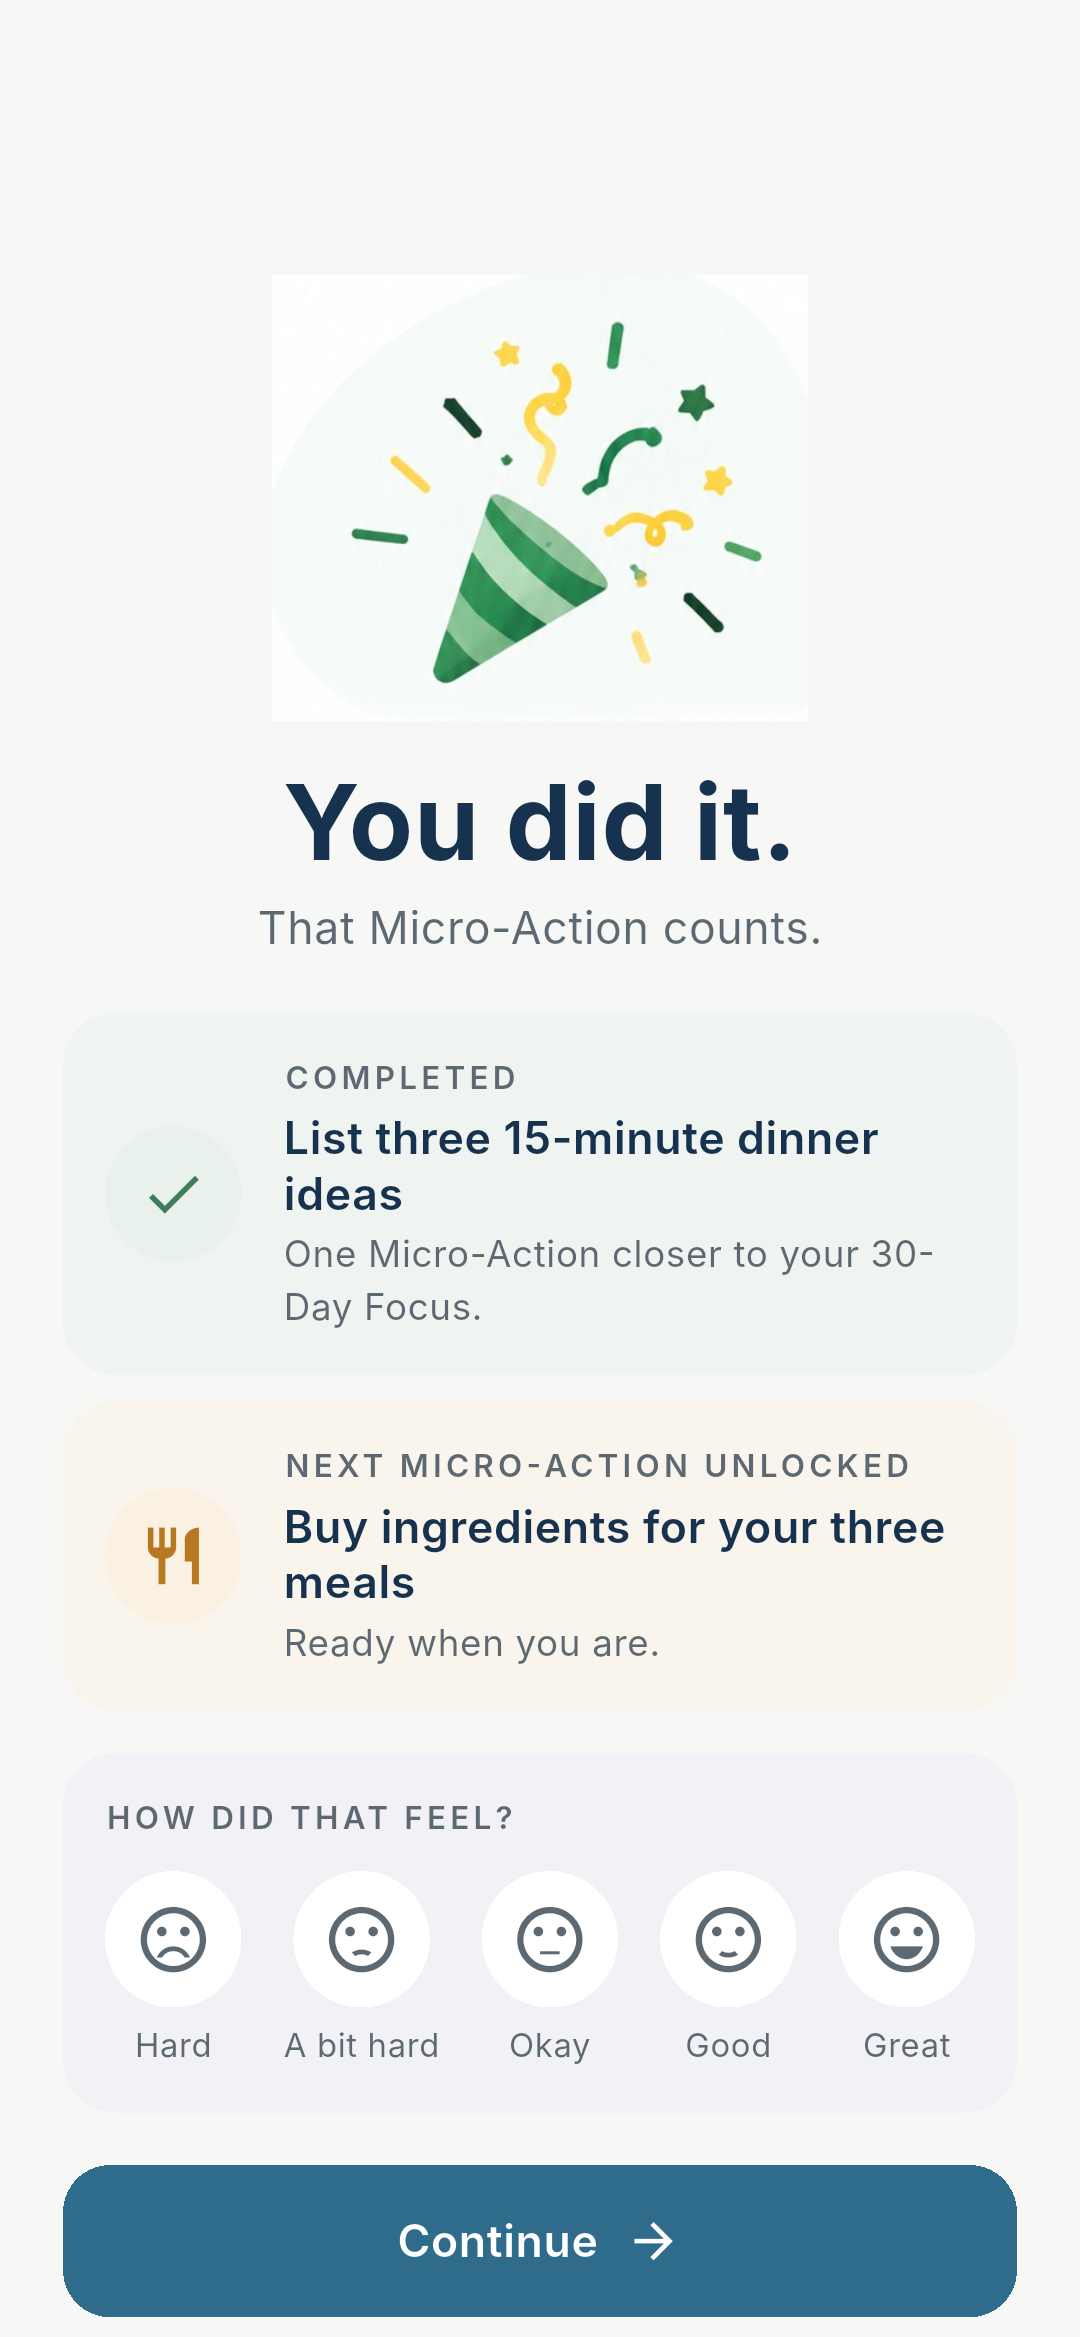 You did it.
That Micro-Action counts.
COMPLETED
List three 15-minute dinner
ideas
One Micro-Action closer to your 30-
Day Focus.
NEXT MICRO-ACTION UNLOCKED
Buy ingredients for your three
meals
Ready when you are.
HOW DID THAT FEEL?
Hard A bit hard Okay Good Great
Continue